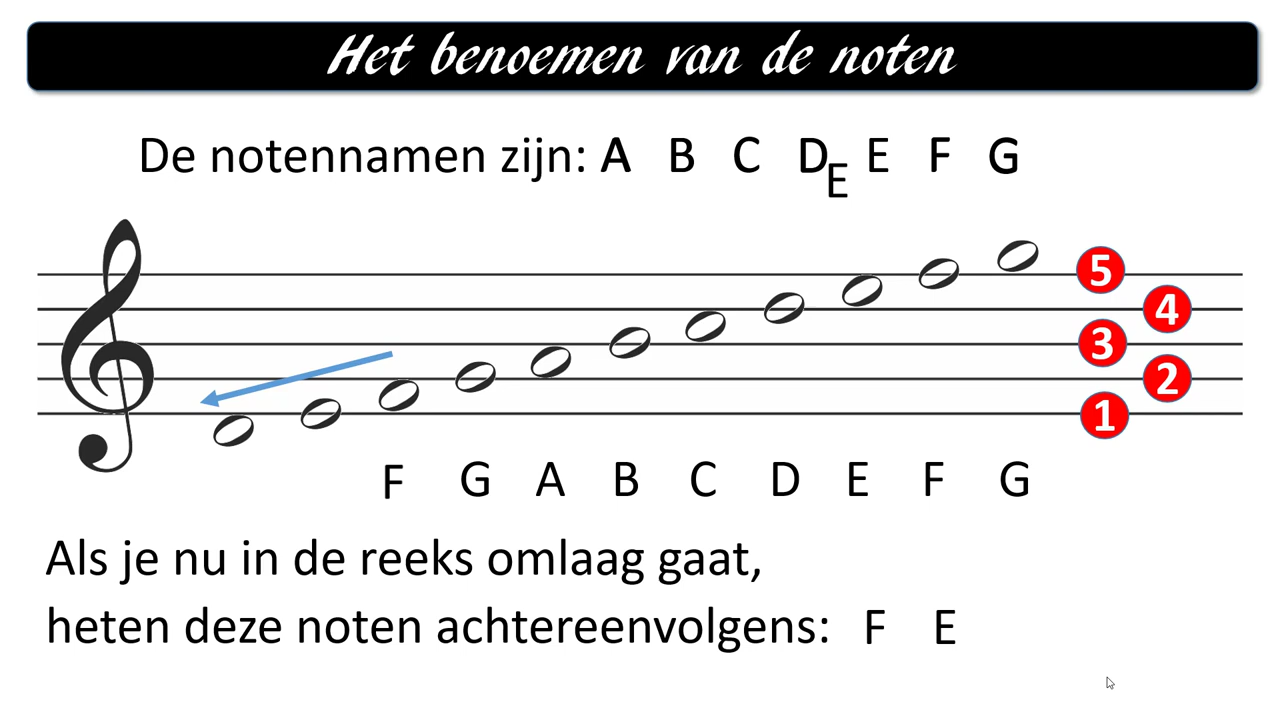 Het benoemen van de noten
De notennamen zijn: A B C D E F G
E
5
4
3
2
1
F G A B C D E F G
Als je nu in de reeks omlaag gaat,
heten deze noten achtereenvolgens: F E